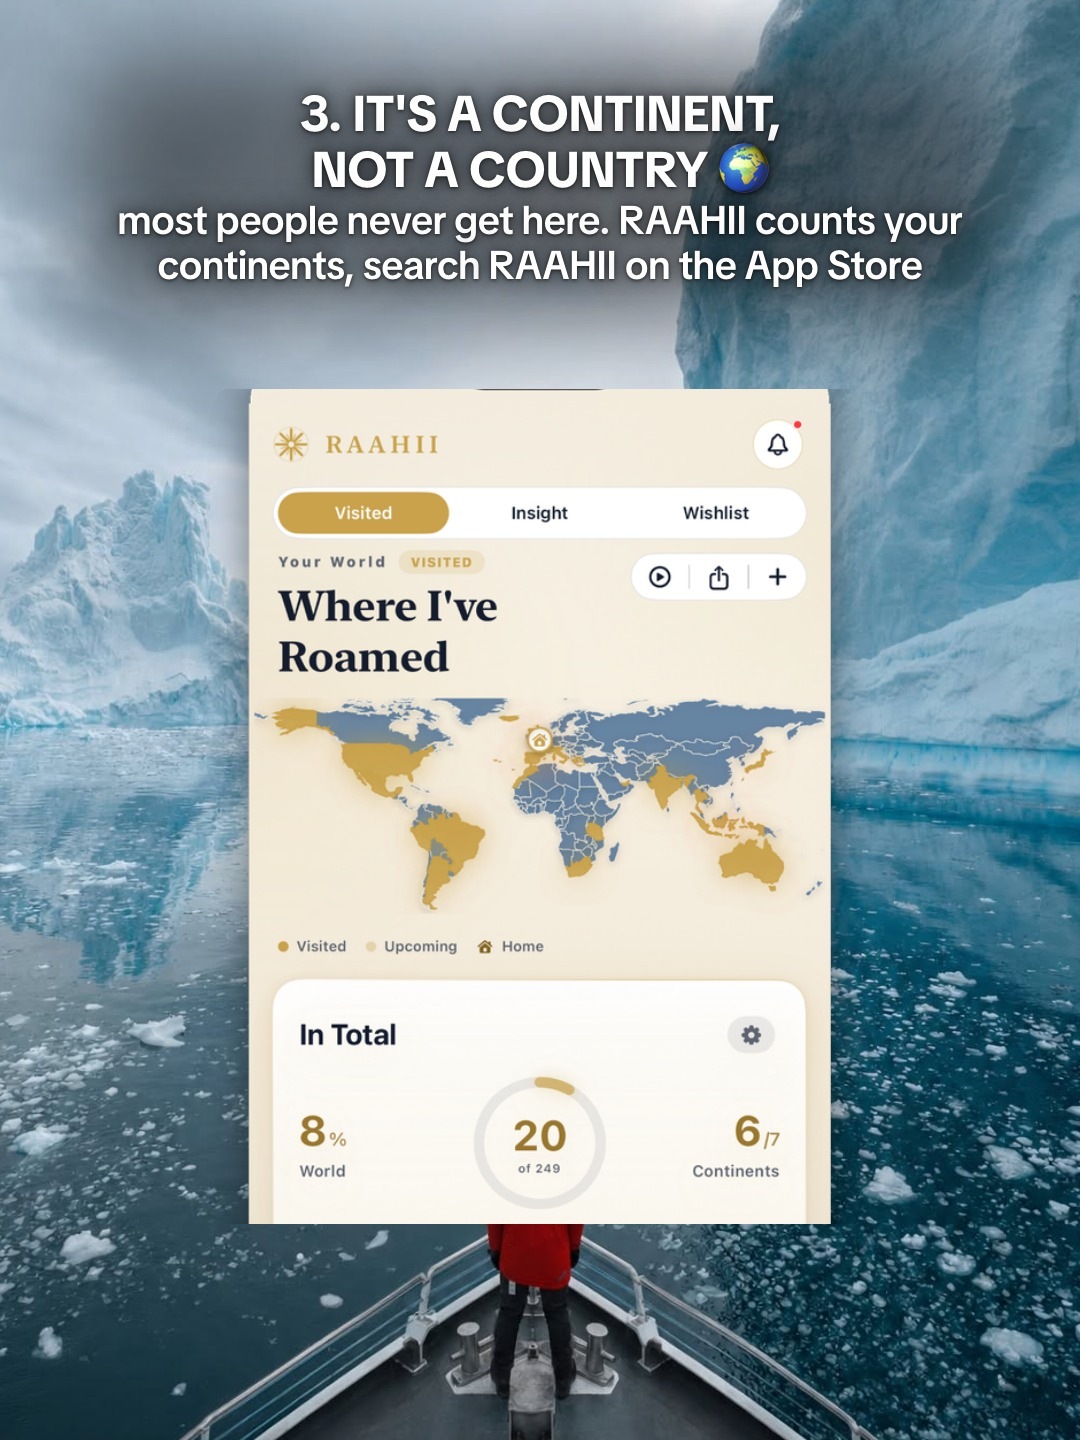 3. IT'S A CONTINENT,
NOT A COUNTRY 🌍
most people never get here. RAAHII counts your
continents, search RAAHII on the App Store
RAAHII
Visited
Insight
Wishlist
Your World
VISITED
Where I've
Roamed
Visited
Upcoming
Home
In Total
8%
World
20
of 249
6/7
Continents